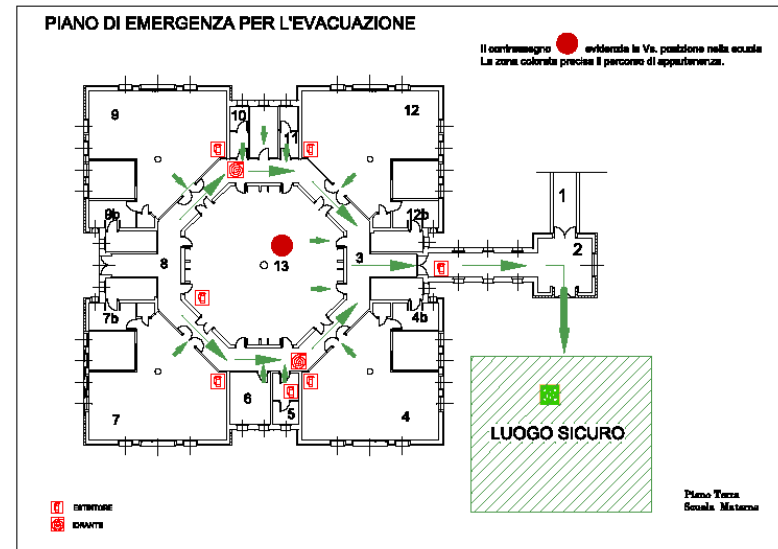 PIANO DI EMERGENZA PER L'EVACUAZIONE
Il contrassegno evidenzia la Vs. posizione nella scuola
La zona colorata precisa il percorso di appartenenza.
9
10
11
12
1
9b
12b
2
8
13
3
7b
4b
7
6
5
4
LUOGO SICURO
ESTINTORE
IDRANTE
Piano Terra
Scuola Materna